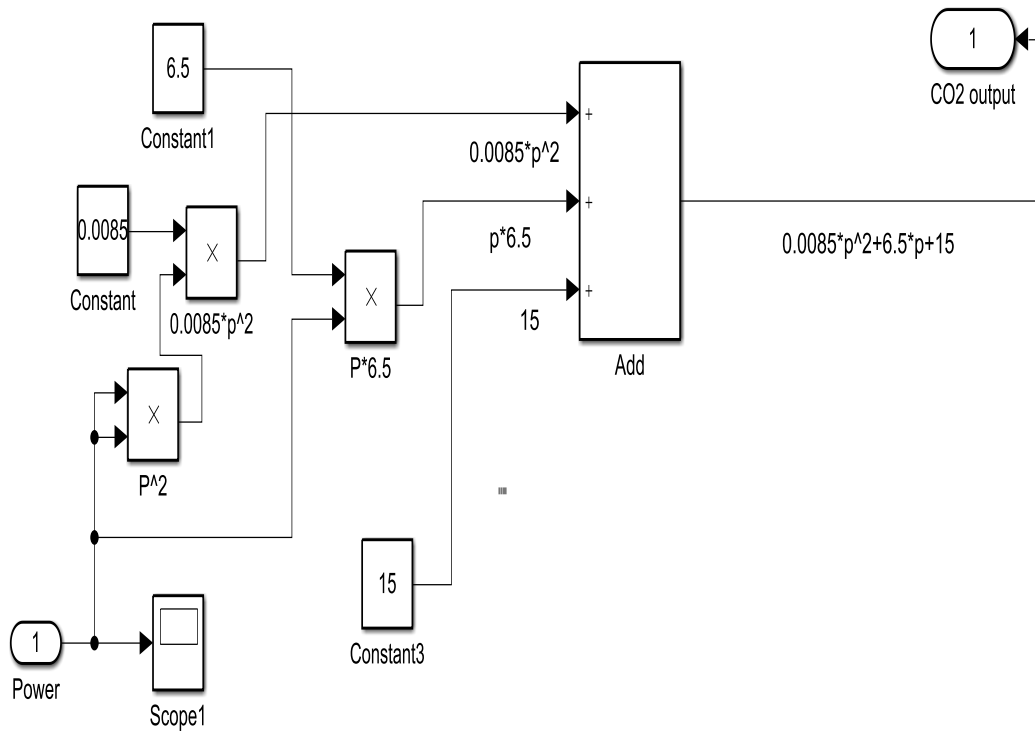 1
CO2 output
6.5
Constant1
+
0.0085*p^2
0.0085
Constant
X
0.0085*p^2
+
p*6.5
0.0085*p^2+6.5*p+15
X
P*6.5
+
15
Add
X
P^2
15
Constant3
1
Power
Scope1